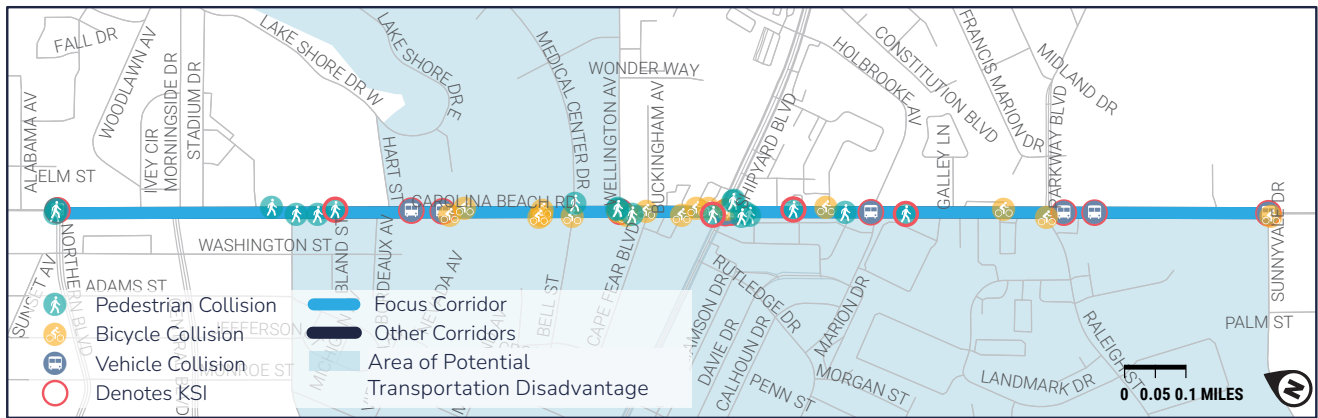 FALL DR
WOODLAWN AV
ALABAMA AV
ELM ST
IVEY CIR
MORNINGSIDE DR
STADIUM DR
LAKE SHORE DR W
LAKE SHORE DR E
HART ST
MEDICAL CENTER DR
WONDER WAY
WELLINGTON AV
BUCKINGHAM AV
SHIPYARD BLVD
HOLBROOKE AV
CONSTITUTION BLVD
FRANCIS MARION DR
MIDLAND DR
GALLEY LN
PARKWAY BLVD
SUNNYVALE DR
CAROLINA BEACH RD
WASHINGTON ST
SUNSET AV
NORTHERN BLVD
ADAMS ST
JEFFERSON
MONROE ST
BELL ST
CAPE FEAR BLVD
RUTLEDGE DR
DAVIE DR
CALHOUN DR
PENN ST
MARION DR
MORGAN ST
LANDMARK DR
RALEIGH ST
PALM ST
Pedestrian Collision
Bicycle Collision
Vehicle Collision
Denotes KSI
Focus Corridor
Other Corridors
Area of Potential
Transportation Disadvantage
0 0.05 0.1 MILES
N